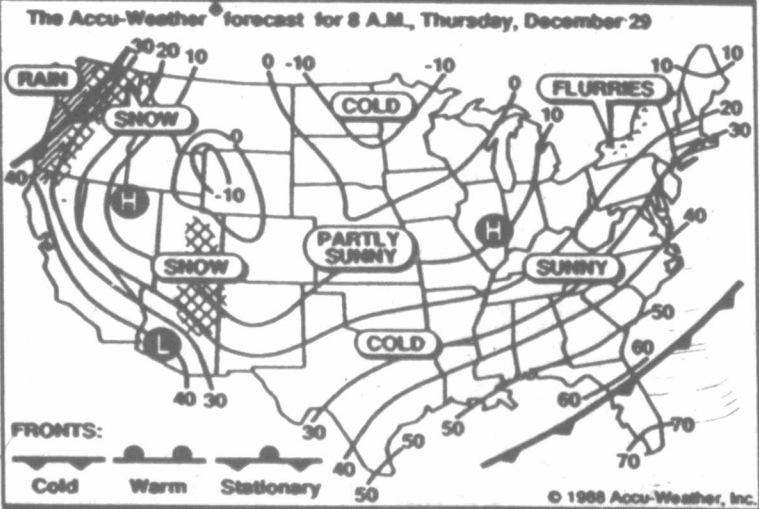 The Accu-Weather® forecast for 8 A.M., Thursday, December 29
30 20 10 0 -10 -10 0 10 10 10
RAIN
SNOW
COLD
FLURRIES
20
30
40
0
-10
H
H
40
SNOW
PARTLY
SUNNY
SUNNY
L
COLD
50
60
40 30
30
40
50
50
60
70
70
50
FRONTS:
Cold Warm Stationary
© 1988 Accu-Weather, Inc.